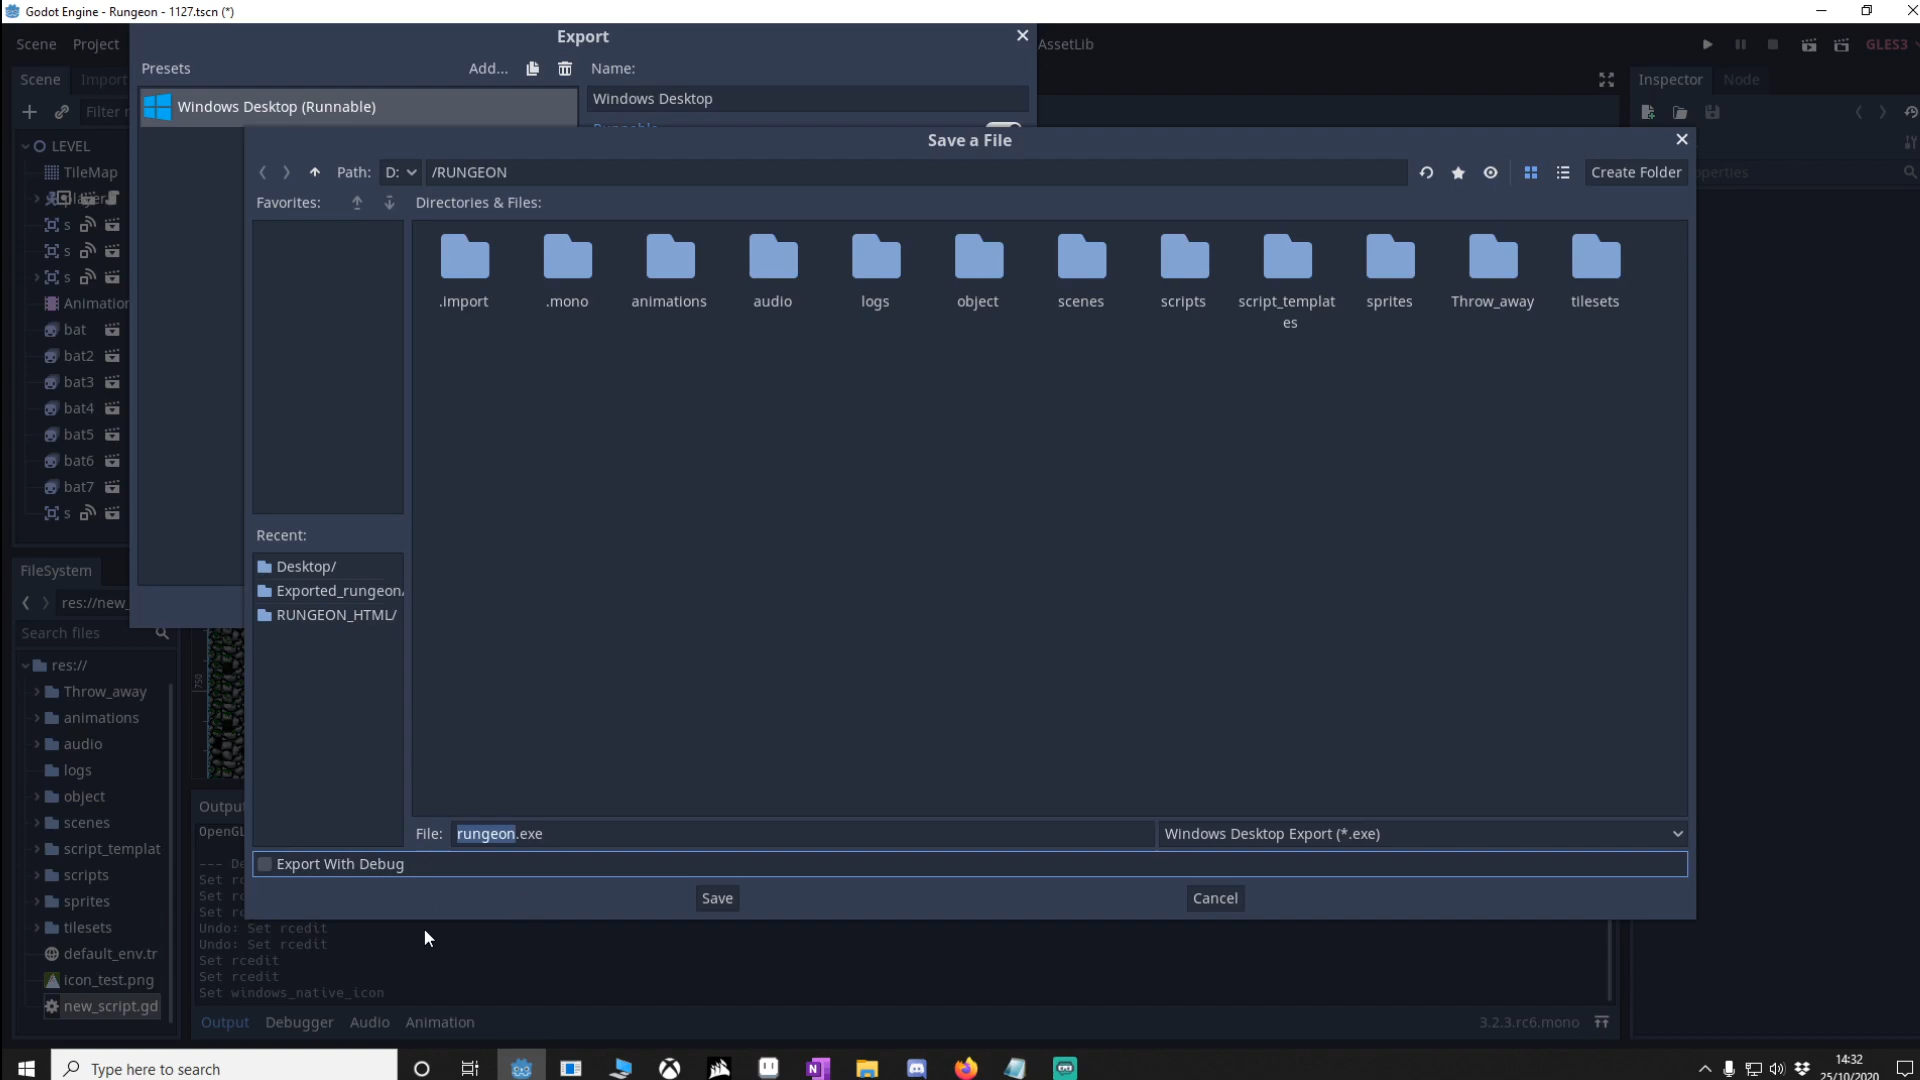 Godot Engine - Rungeon - 1127.tscn (*)
Scene Project
AssetLib
GLES3
Export
Presets
Add...
Name:
Windows Desktop (Runnable)
Windows Desktop
Scene Import
Filter
Inspector Node
Save a File
Path: D: /RUNGEON
Create Folder
Favorites:
Directories & Files:
.import
.mono
animations
audio
logs
object
scenes
scripts
script_templat
es
sprites
Throw_away
tilesets
LEVEL
TileMap
player
s
s
s
Animation
bat
bat2
bat3
bat4
bat5
bat6
bat7
s
Recent:
Desktop/
Exported_rungeon/
RUNGEON_HTML/
FileSystem
res://new_
Search files
res://
Throw_away
animations
audio
logs
object
scenes
script_templat
scripts
sprites
tilesets
default_env.tr
icon_test.png
new_script.gd
750
File: rungeon.exe
Windows Desktop Export (*.exe)
Export With Debug
Save
Cancel
Output
OpenGL
--- De
Set rc
Set rc
Set rc
Undo: Set rcedit
Undo: Set rcedit
Set rcedit
Set rcedit
Set windows_native_icon
Output Debugger Audio Animation
3.2.3.rc6.mono
Type here to search
14:32
25/10/2020